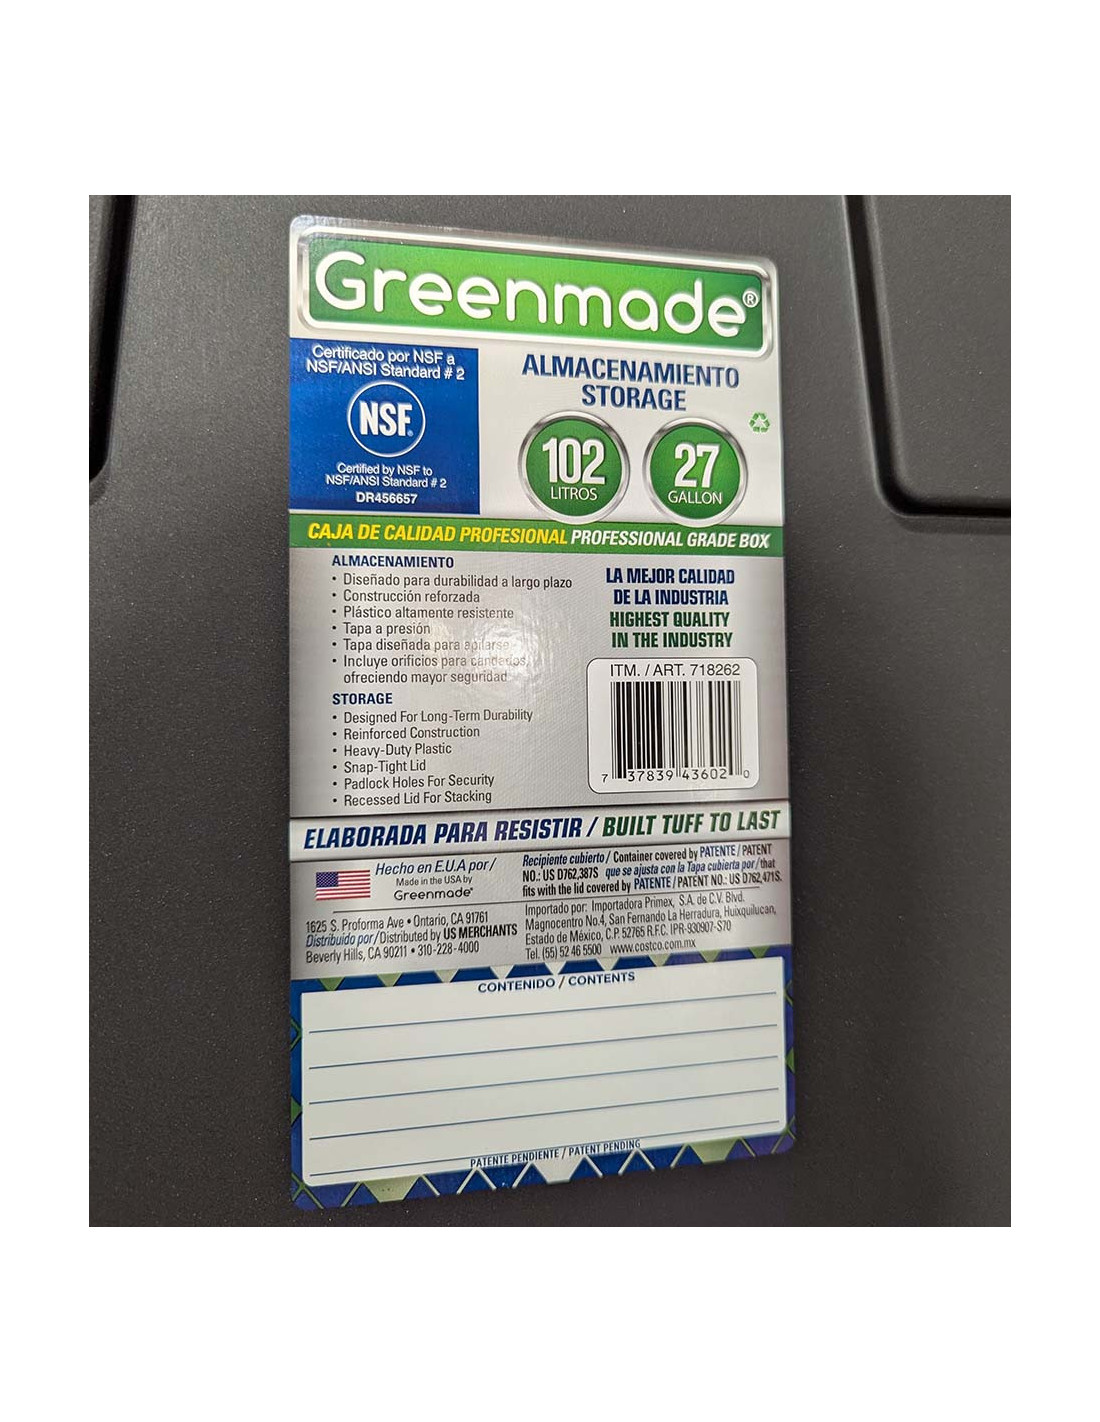 Greenmade®
Certificado por NSF a
NSF/ANSI Standard # 2
NSF®
Certified by NSF to
NSF/ANSI Standard # 2
DR456657
ALMACENAMIENTO
STORAGE
102
LITROS
27
GALLON
CAJA DE CALIDAD PROFESIONAL PROFESSIONAL GRADE BOX
ALMACENAMIENTO
• Diseñado para durabilidad a largo plazo
• Construcción reforzada
• Plástico altamente resistente
• Tapa a presión
• Tapa diseñada para apilarse
• Incluye orificios para candados,
ofreciendo mayor seguridad
STORAGE
• Designed For Long-Term Durability
• Reinforced Construction
• Heavy-Duty Plastic
• Snap-Tight Lid
• Padlock Holes For Security
• Recessed Lid For Stacking
LA MEJOR CALIDAD
DE LA INDUSTRIA
HIGHEST QUALITY
IN THE INDUSTRY
ITM. / ART. 718262
7 37839 43602 0
ELABORADA PARA RESISTIR / BUILT TUFF TO LAST
Hecho en E.U.A por /
Made in the USA by
Greenmade®
1625 S. Proforma Ave • Ontario, CA 91761
Distribuido por / Distributed by US MERCHANTS
Beverly Hills, CA 90211 • 310-228-4000
Recipiente cubierto / Container covered by PATENTE / PATENT
NO.: US D762,387S que se ajusta con la Tapa cubierta por / that
fits with the lid covered by PATENTE / PATENT NO.: US D762,471S.
Importado por: Importadora Primex, S.A. de C.V. Blvd.
Magnocentro No.4, San Fernando La Herradura, Huixquilucan,
Estado de México, C.P. 52765 R.F.C. IPR-930907-S70
Tel. (55) 52 46 5500 www.costco.com.mx
CONTENIDO / CONTENTS
PATENTE PENDIENTE / PATENT PENDING